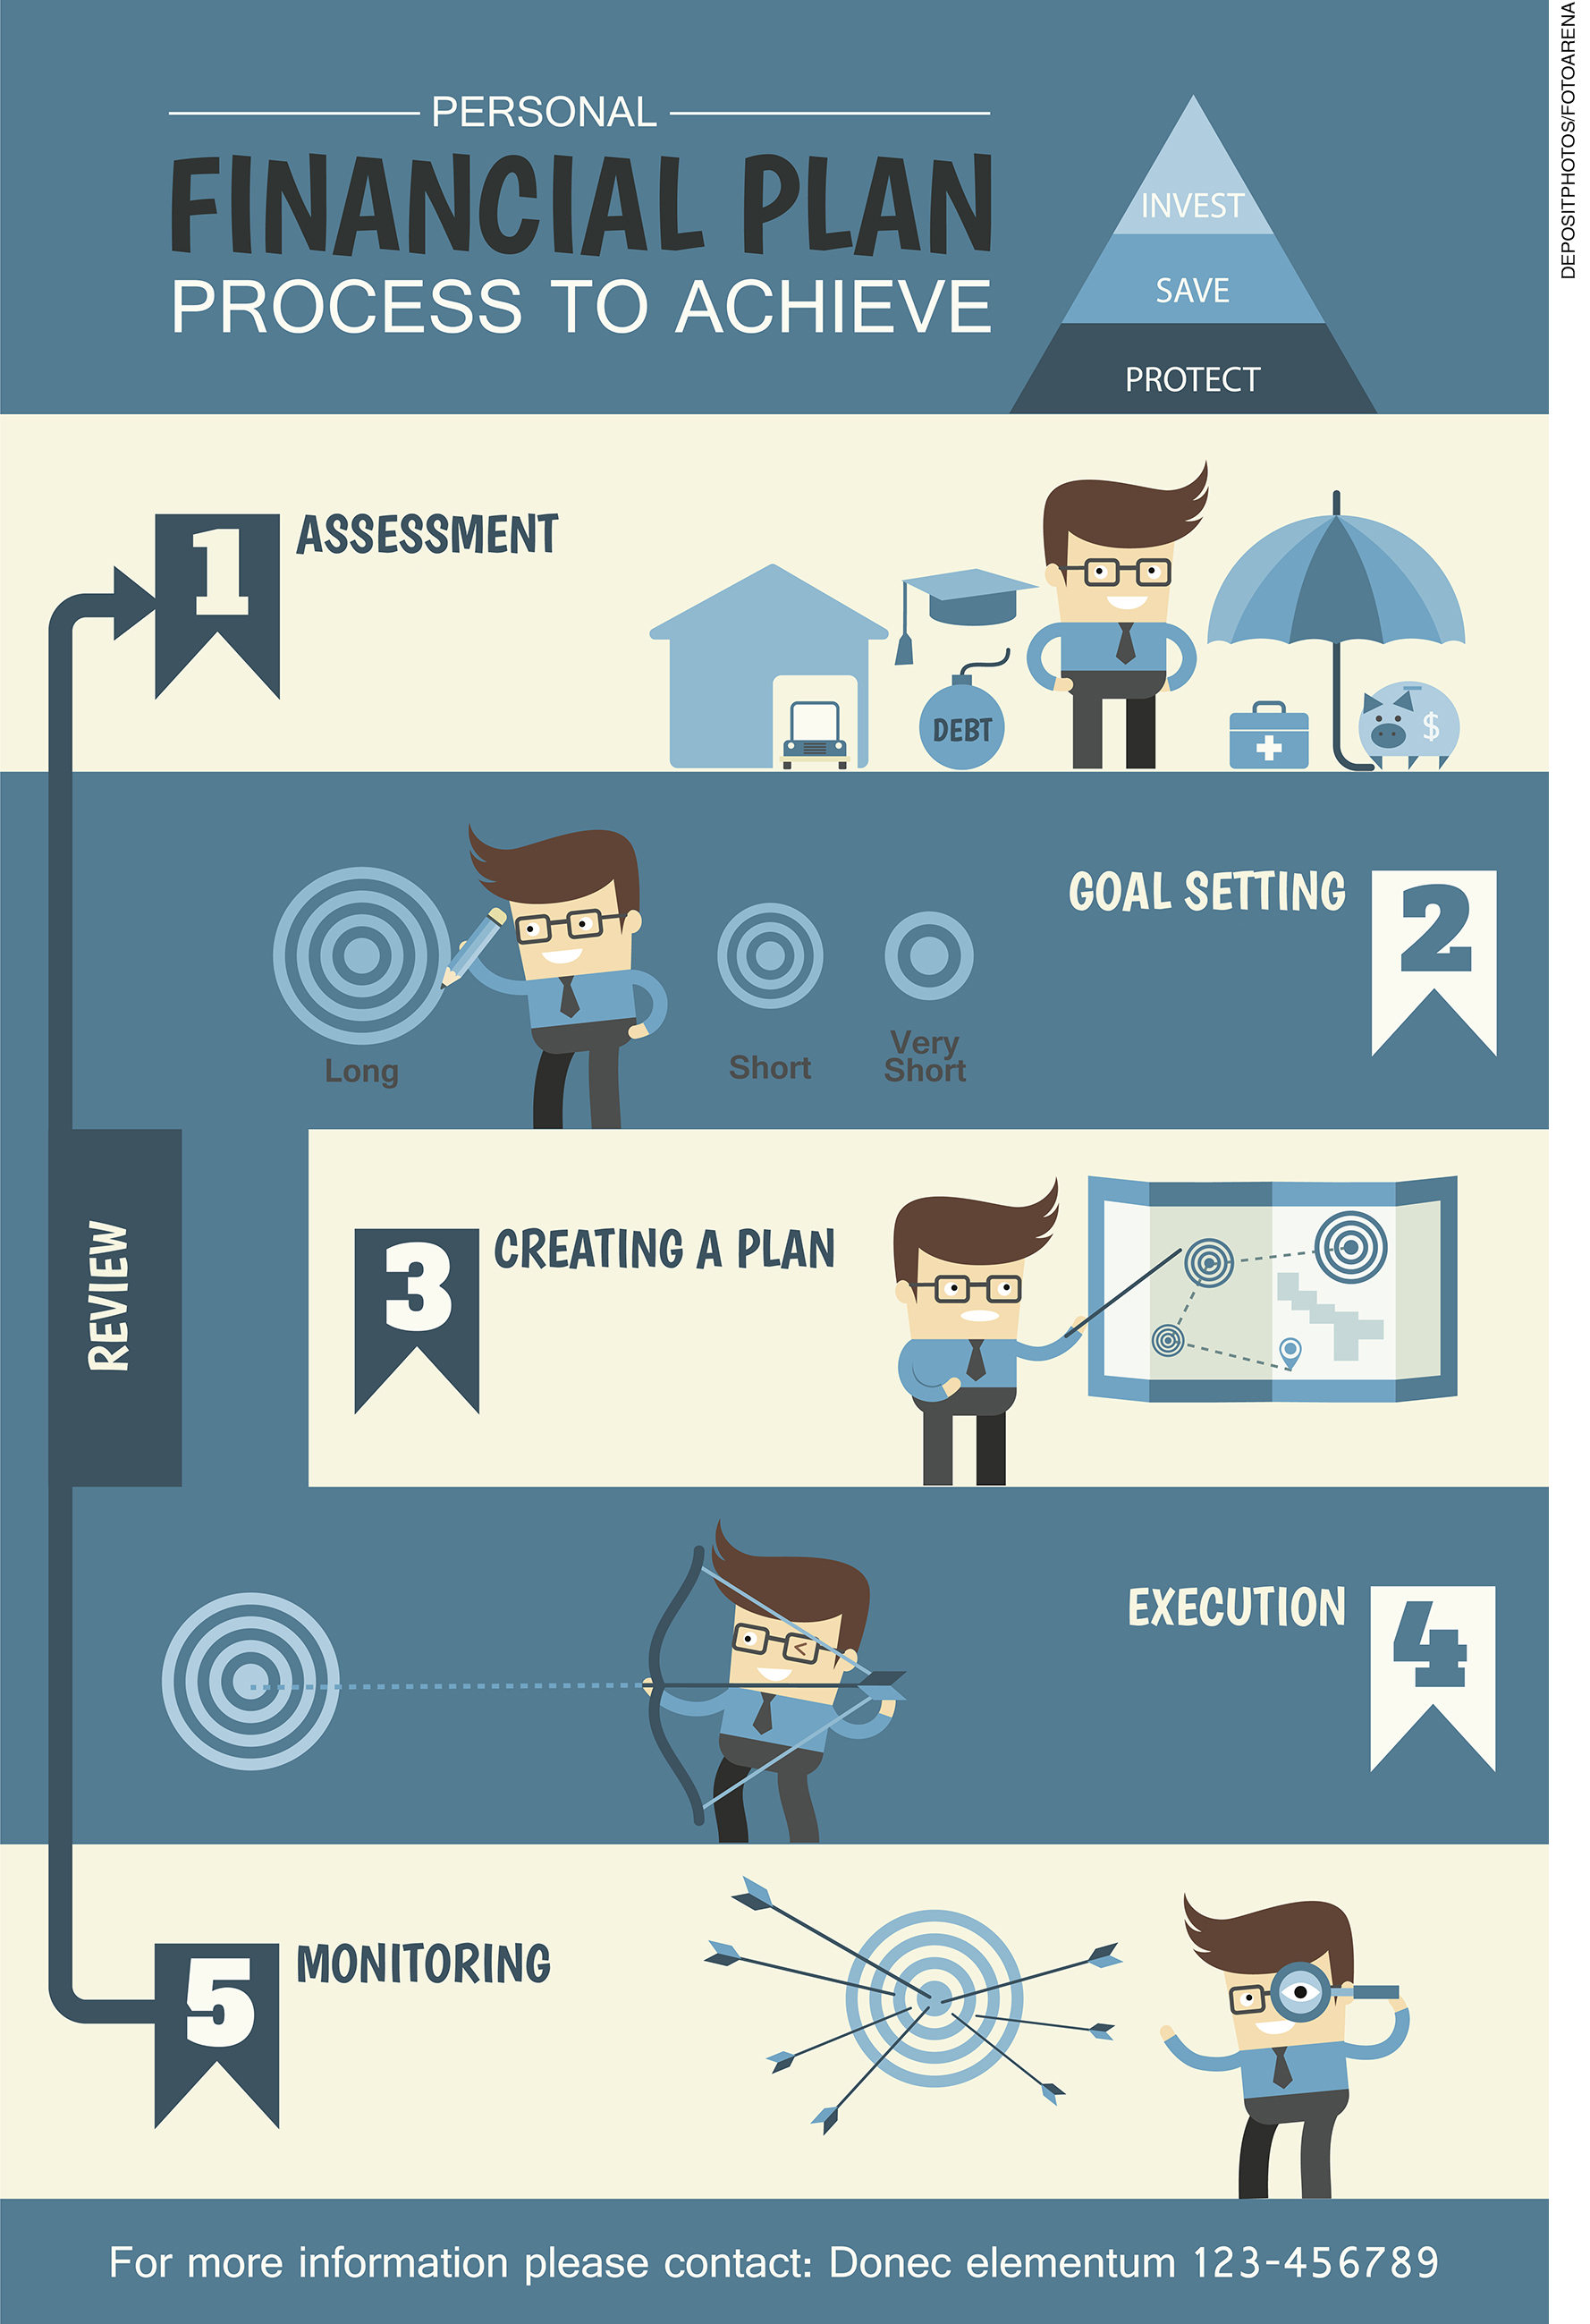 DEPOSITPHOTOS/FOTOARENA
PERSONAL
FINANCIAL PLAN
PROCESS TO ACHIEVE
INVEST
SAVE
PROTECT
1
ASSESSMENT
DEBT
$
GOAL SETTING
2
Long
Short
Very
Short
REVIEW
3
CREATING A PLAN
EXECUTION
4
5
MONITORING
For more information please contact: Donec elementum 123-456789